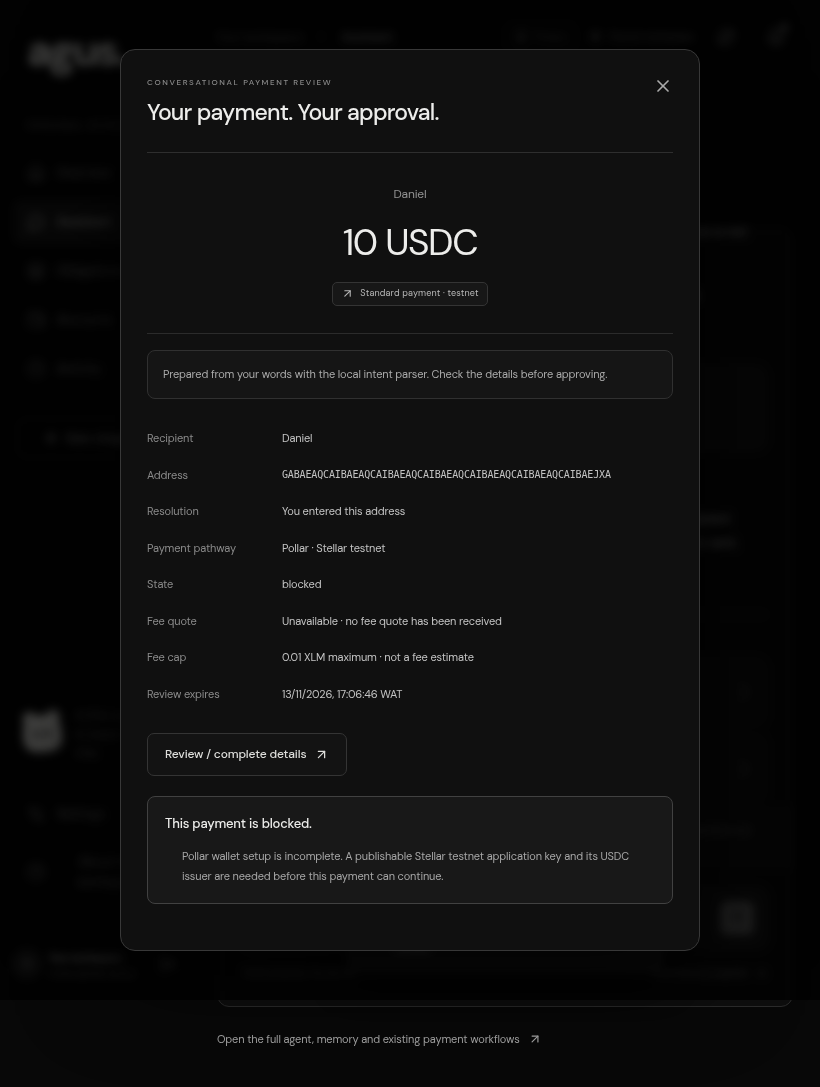 agus
CONVERSATIONAL PAYMENT REVIEW
Your payment. Your approval.
Daniel
10 USDC
Standard payment · testnet
Prepared from your words with the local intent parser. Check the details before approving.
Recipient Daniel
Address GABAEAQCAIBAEAQCAIBAEAQCAIBAEAQCAIBAEAQCAIBAEAQCAIBAEJXA
Resolution You entered this address
Payment pathway Pollar · Stellar testnet
State blocked
Fee quote Unavailable · no fee quote has been received
Fee cap 0.01 XLM maximum · not a fee estimate
Review expires 13/11/2026, 17:06:46 WAT
Review / complete details
This payment is blocked.
Pollar wallet setup is incomplete. A publishable Stellar testnet application key and its USDC
issuer are needed before this payment can continue.
Open the full agent, memory and existing payment workflows